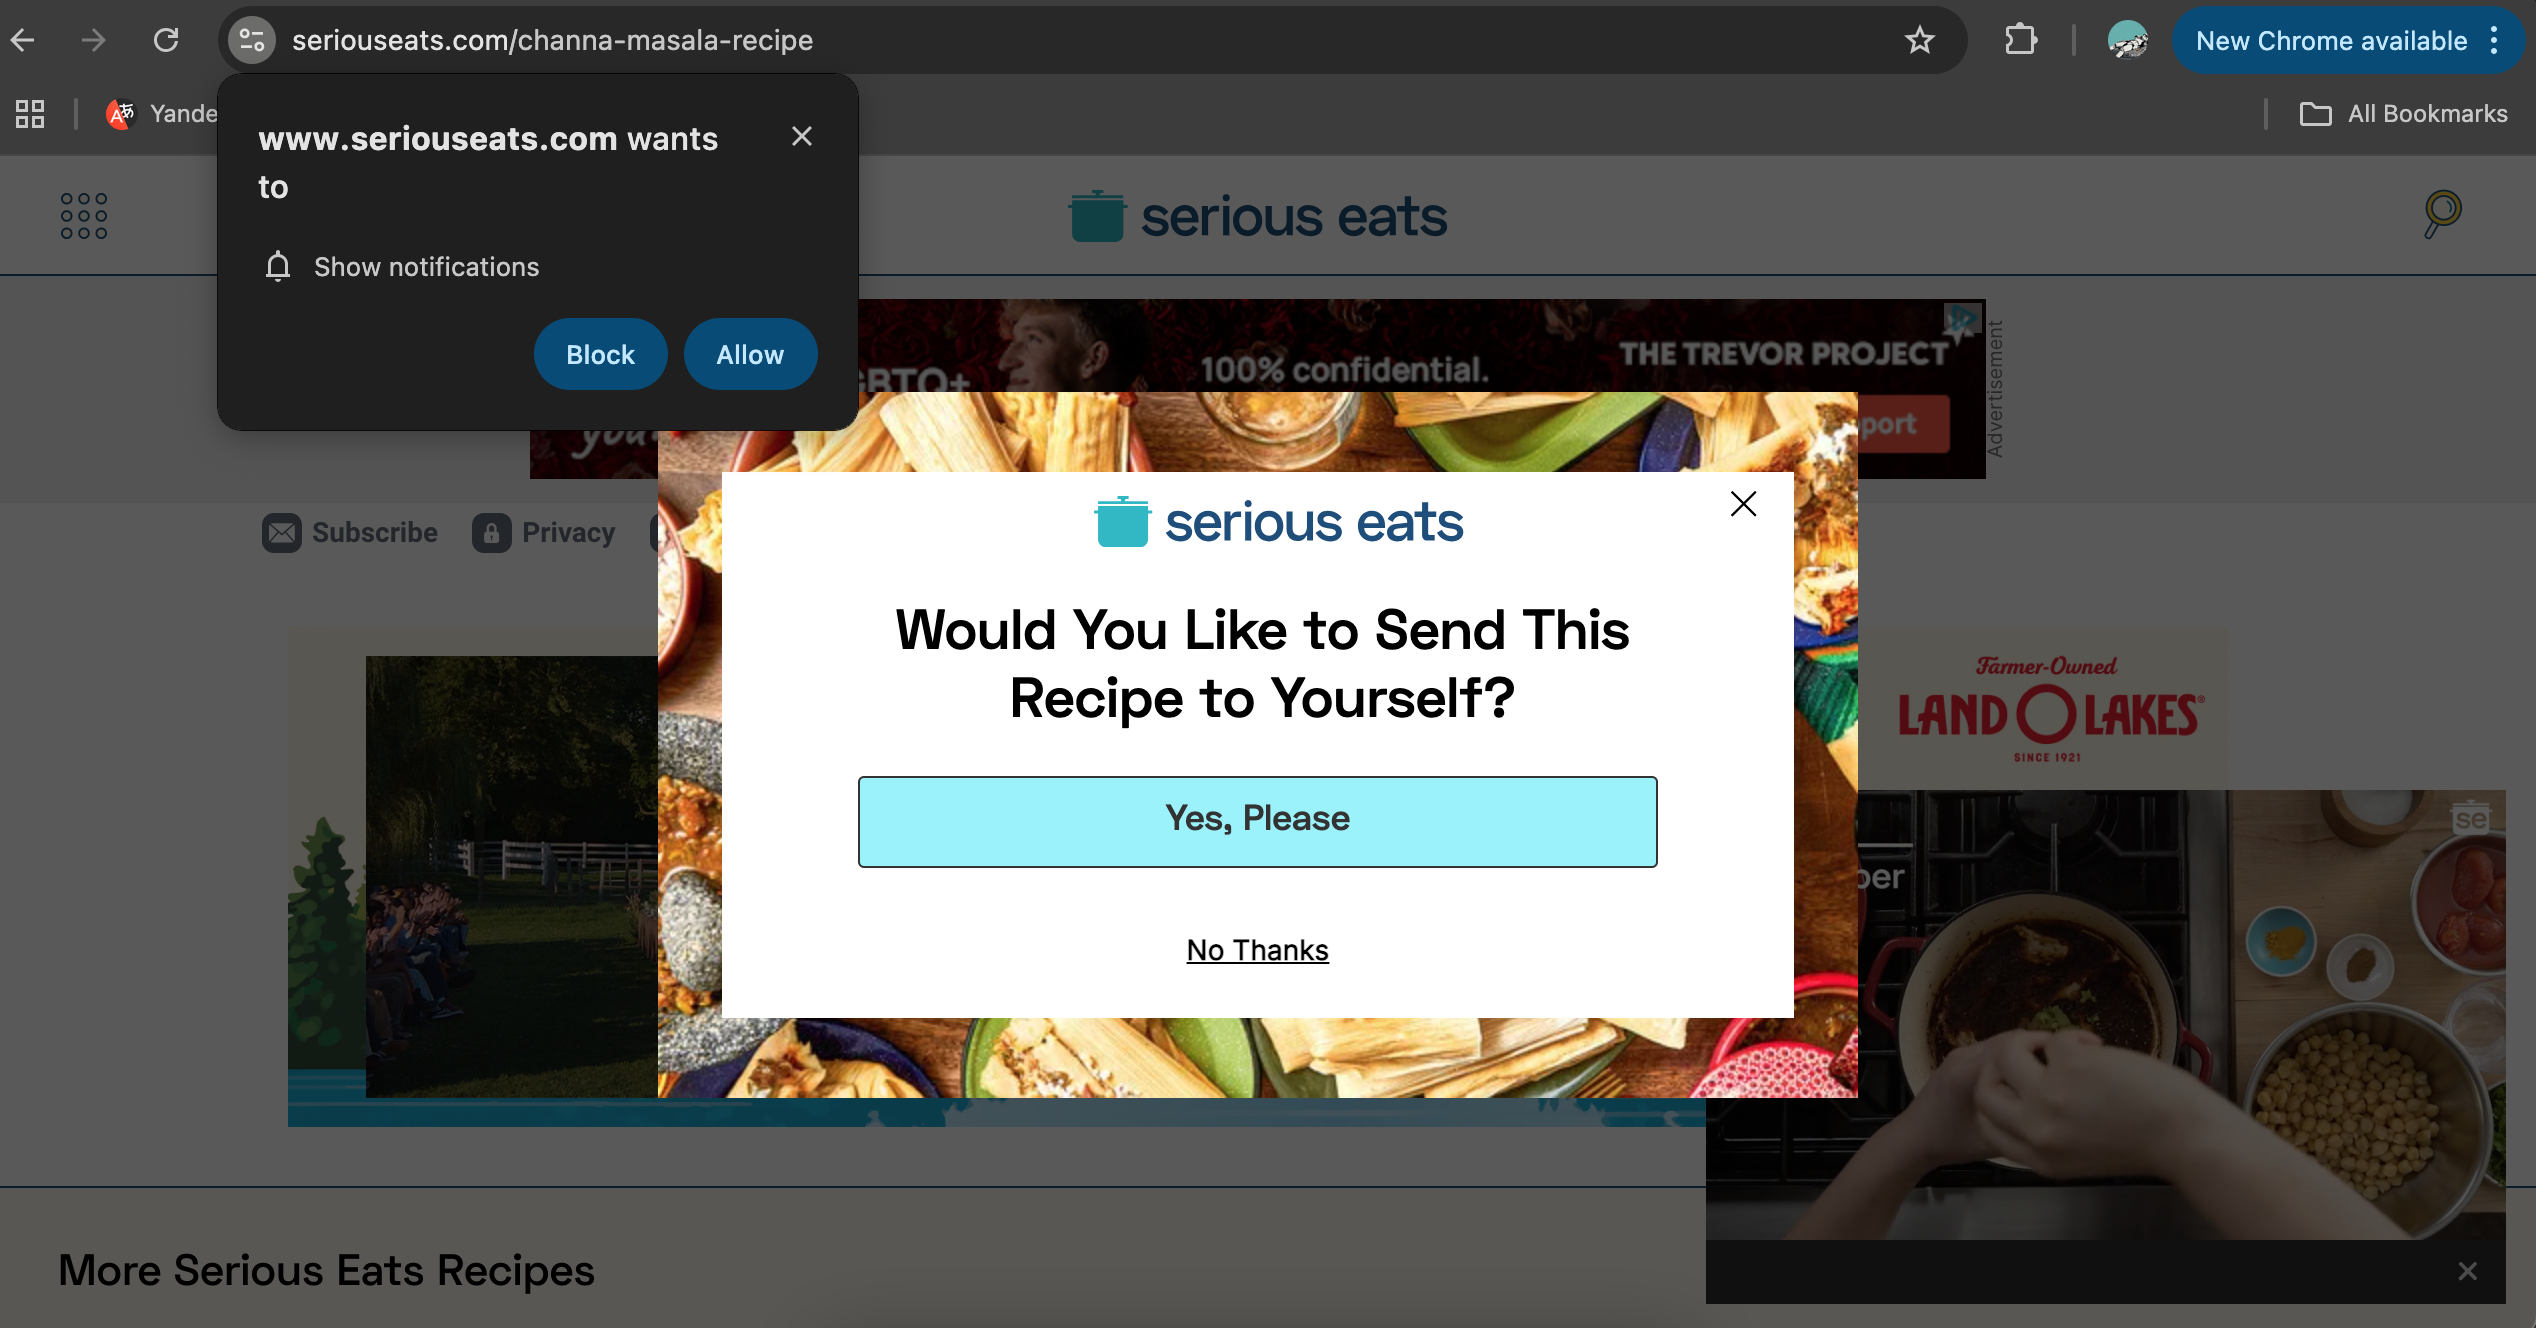 seriouseats.com/channa-masala-recipe
New Chrome available
Yande
All Bookmarks
www.seriouseats.com wants
to
Show notifications
Block
Allow
serious eats
GBTQ+
you
100% confidential.
THE TREVOR PROJECT
port
Advertisement
Subscribe
Privacy
serious eats
Would You Like to Send This
Recipe to Yourself?
Yes, Please
No Thanks
Farmer-Owned
LAND O LAKES®
SINCE 1921
se
per
More Serious Eats Recipes